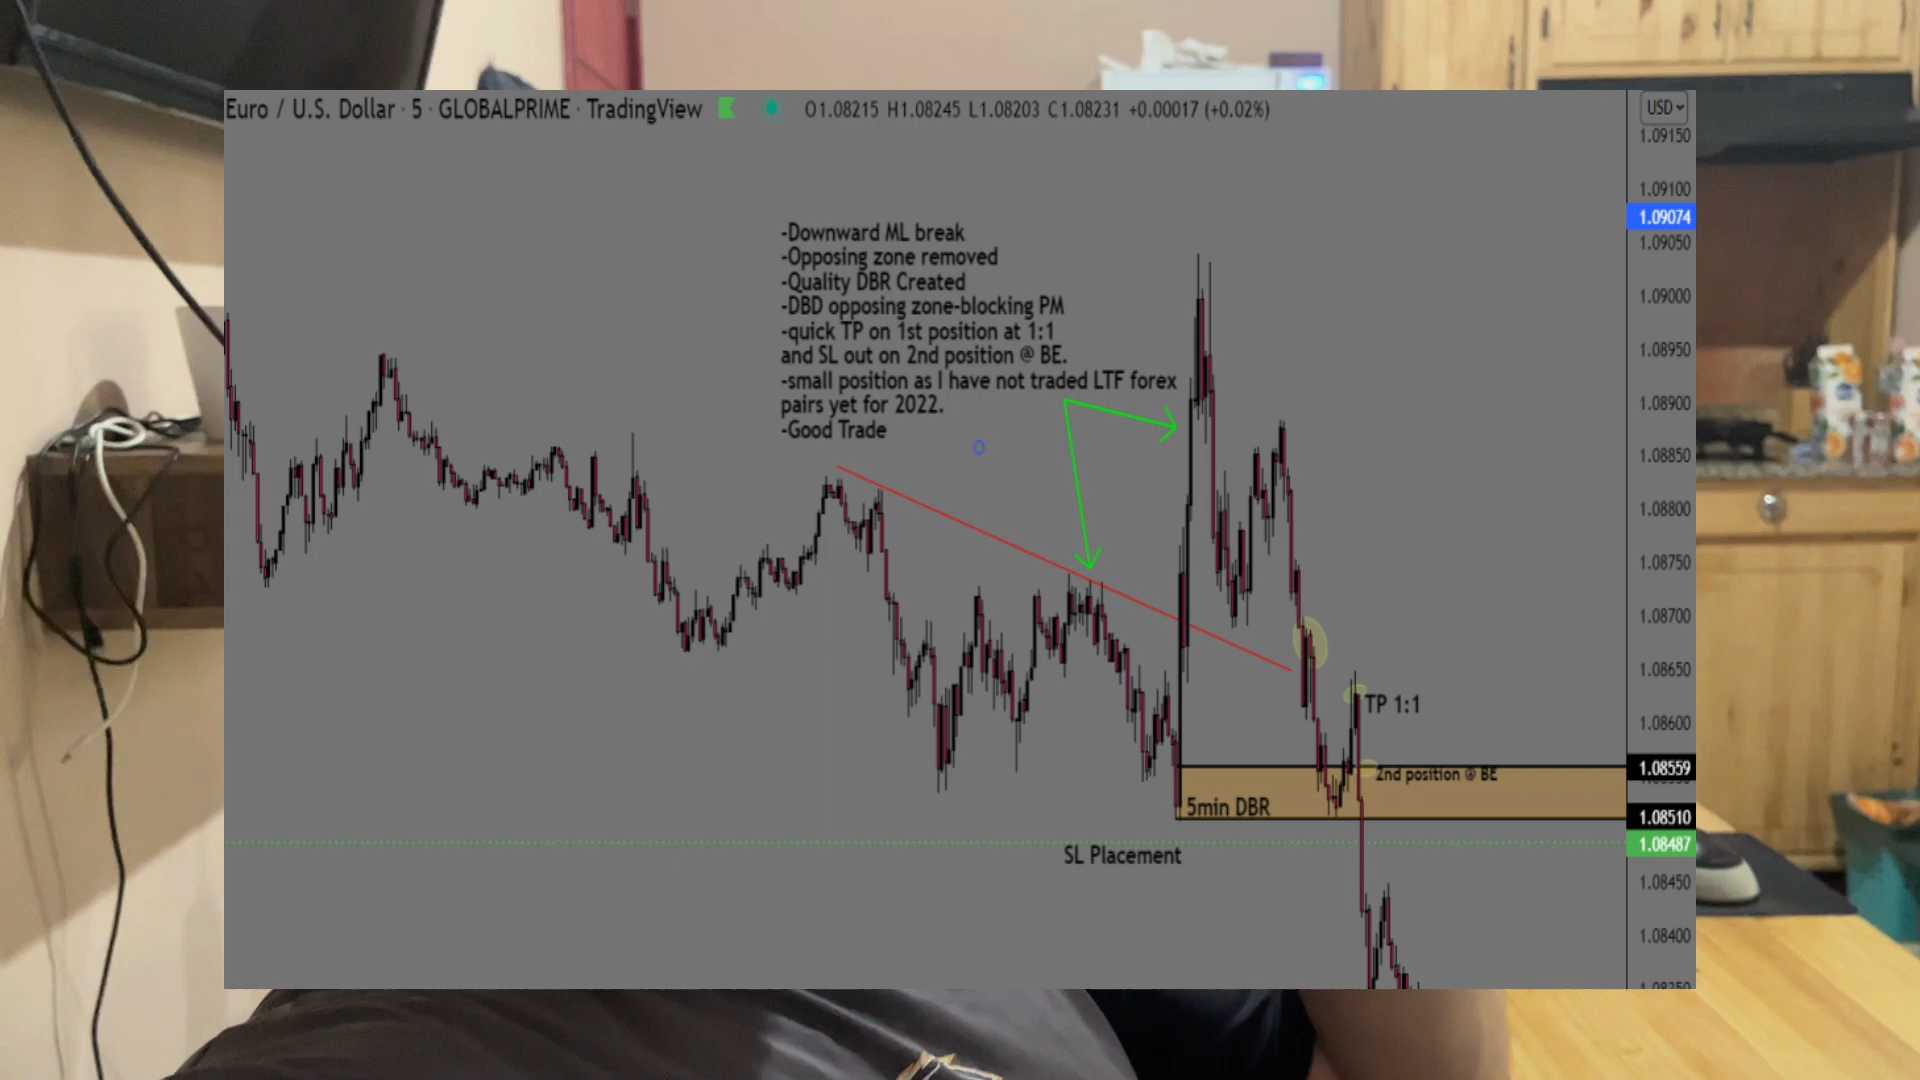 Euro / U.S. Dollar · 5 · GLOBALPRIME · TradingView O1.08215 H1.08245 L1.08203 C1.08231 +0.00017 (+0.02%)
USD
1.09150
1.09100
1.09074
1.09050
1.09000
1.08950
1.08900
1.08850
1.08800
1.08750
1.08700
1.08650
1.08600
1.08559
1.08510
1.08487
1.08450
1.08400
-Downward ML break
-Opposing zone removed
-Quality DBR Created
-DBD opposing zone-blocking PM
-quick TP on 1st position at 1:1
and SL out on 2nd position @ BE.
-small position as I have not traded LTF forex
pairs yet for 2022.
-Good Trade
TP 1:1
2nd position @ BE
5min DBR
SL Placement